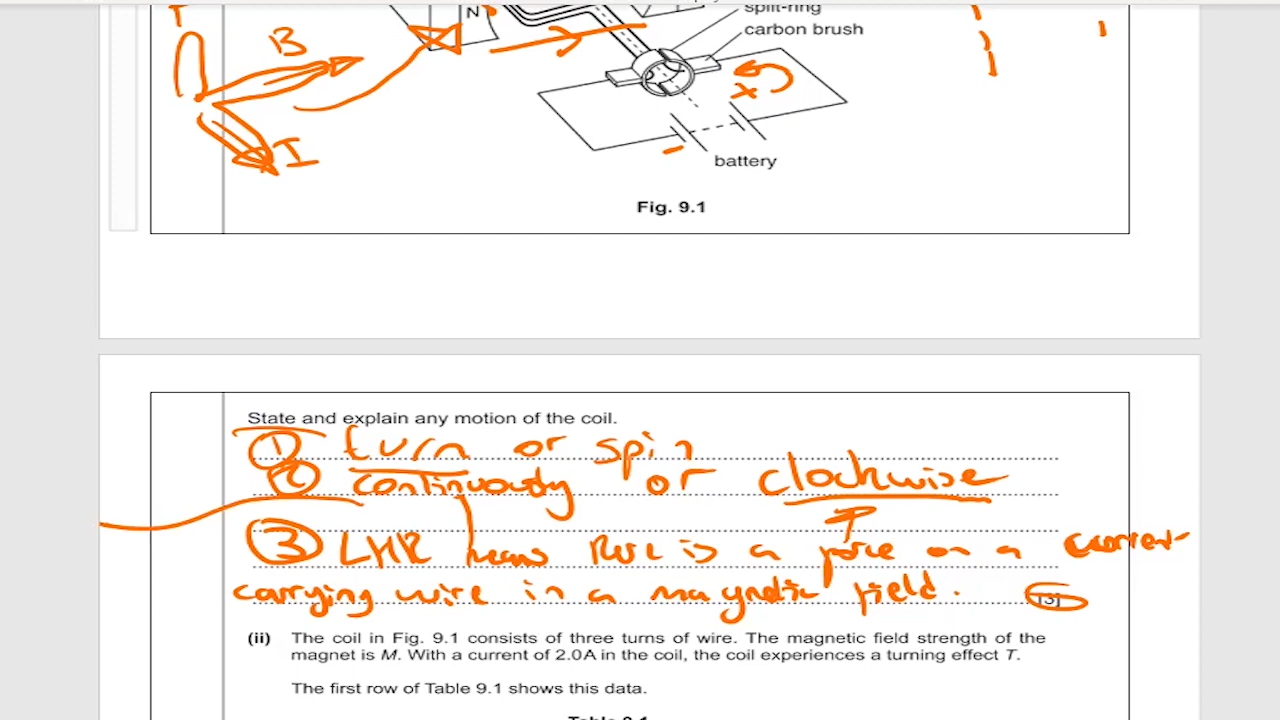 split-ring
N
carbon brush
B
I
+
-
battery
Fig. 9.1
State and explain any motion of the coil.
① turn or spin
② continuously or clockwise
③ LHR means there is a force on a current
carrying wire in a magnetic field. [3]
(ii) The coil in Fig. 9.1 consists of three turns of wire. The magnetic field strength of the
magnet is M. With a current of 2.0A in the coil, the coil experiences a turning effect T.
The first row of Table 9.1 shows this data.
Table 9.1